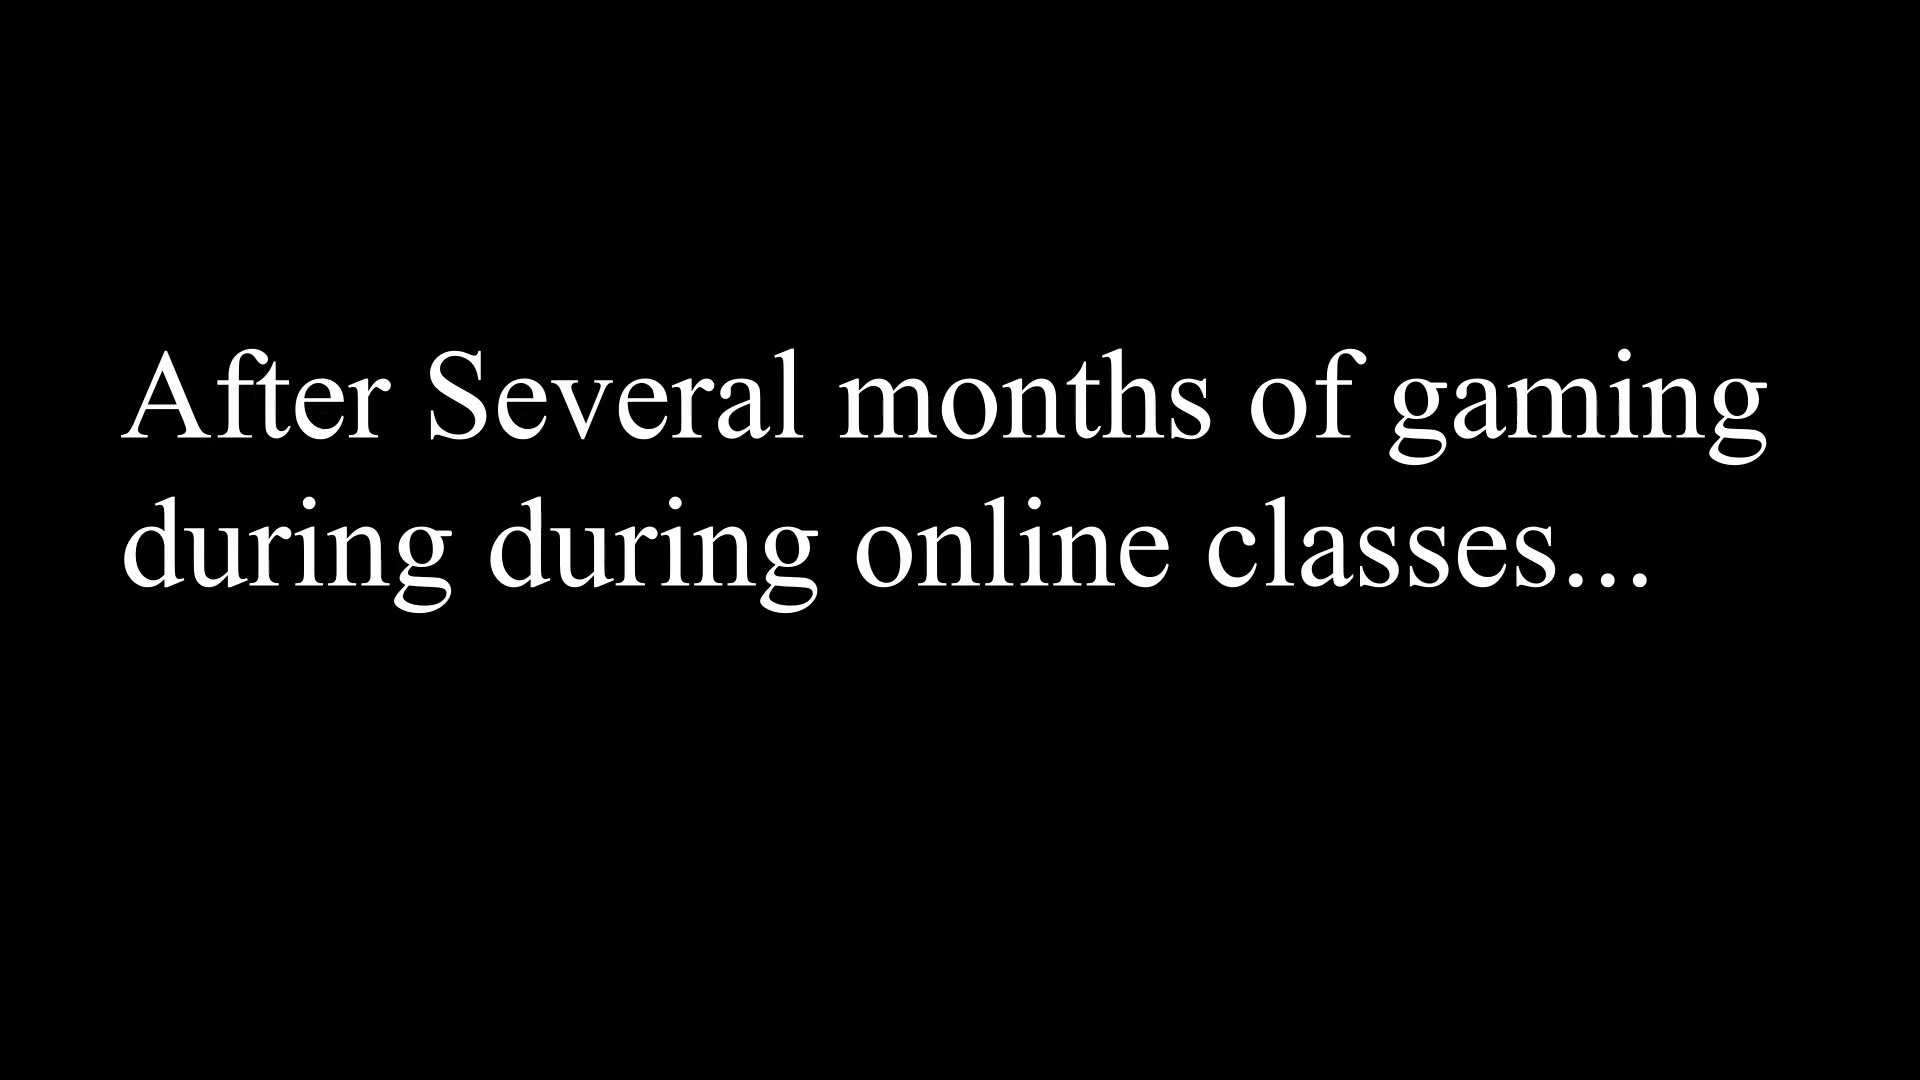 After Several months of gaming
during during online classes...